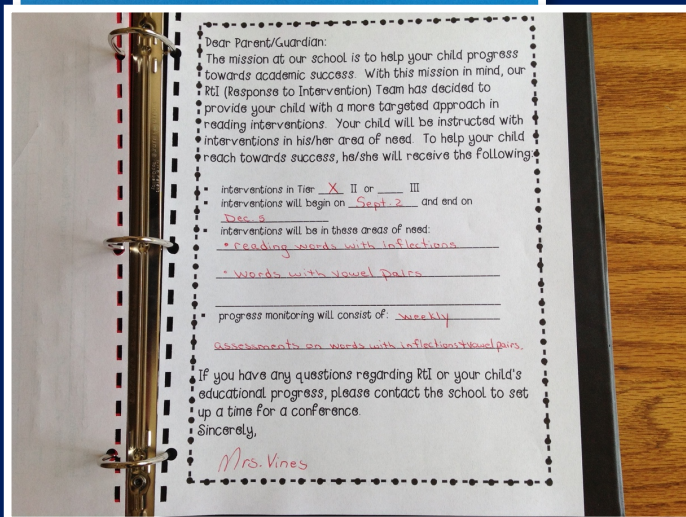 Dear Parent/Guardian:
The mission at our school is to help your child progress
towards academic success. With this mission in mind, our
RtI (Response to Intervention) Team has decided to
provide your child with a more targeted approach in
reading interventions. Your child will be instructed with
interventions in his/her area of need. To help your child
reach towards success, he/she will receive the following:
▪ interventions in Tier X II or ____ III
▪ interventions will begin on Sept. 2 and end on
Dec. 5
▪ interventions will be in these areas of need:
• reading words with inflections
• words with vowel pairs
▪ progress monitoring will consist of: weekly
assessments on words with inflections + vowel pairs.
If you have any questions regarding RtI or your child's
educational progress, please contact the school to set
up a time for a conference.
Sincerely,
Mrs. Vines